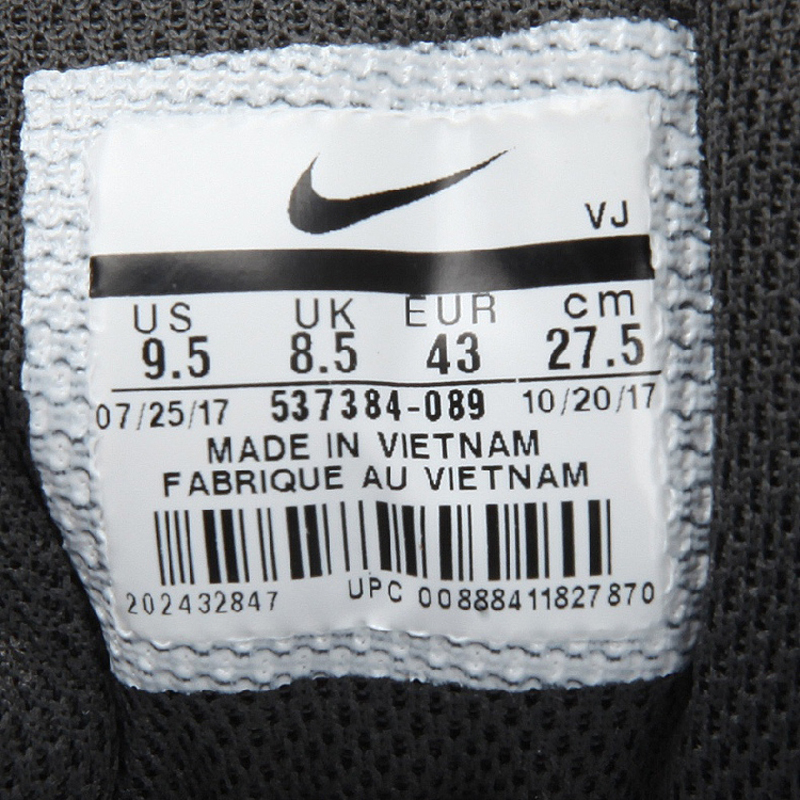 VJ
US UK EUR cm
9.5 8.5 43 27.5
07/25/17 537384-089 10/20/17
MADE IN VIETNAM
FABRIQUE AU VIETNAM
202432847 UPC 00888411827870